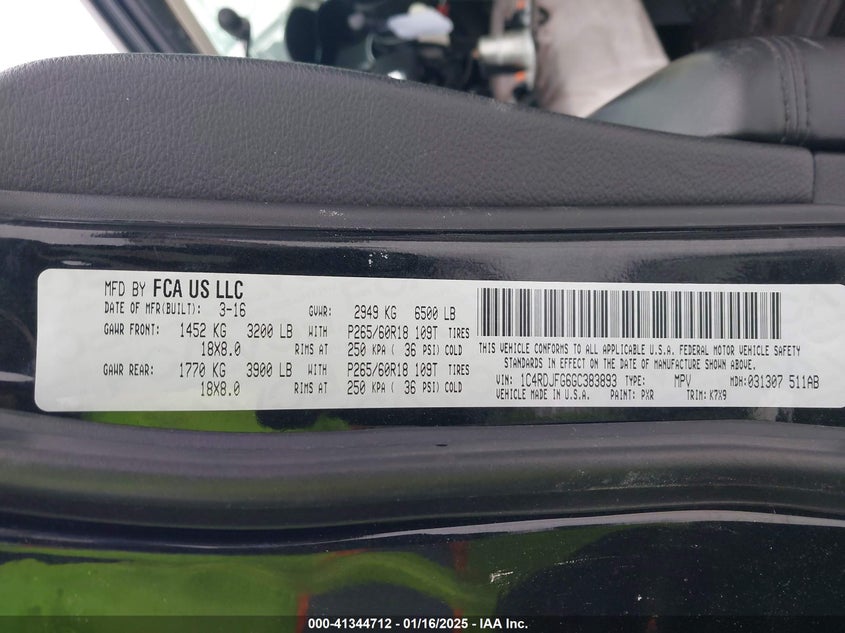 MFD BY FCA US LLC
DATE OF MFR(BUILT): 3-16 GVWR: 2949 KG 6500 LB
GAWR FRONT: 1452 KG 3200 LB WITH P265/60R18 109T TIRES
18X8.0 RIMS AT 250 KPA ( 36 PSI) COLD
GAWR REAR: 1770 KG 3900 LB WITH P265/60R18 109T TIRES
18X8.0 RIMS AT 250 KPA ( 36 PSI) COLD
THIS VEHICLE CONFORMS TO ALL APPLICABLE U.S.A. FEDERAL MOTOR VEHICLE SAFETY
STANDARDS IN EFFECT ON THE DATE OF MANUFACTURE SHOWN ABOVE.
VIN: 1C4RDJFG6GC383893 TYPE: MPV MDH: 031307 511AB
VEHICLE MADE IN U.S.A. PAINT: PXR TRIM: K7X9
000-41344712 - 01/16/2025 - IAA Inc.